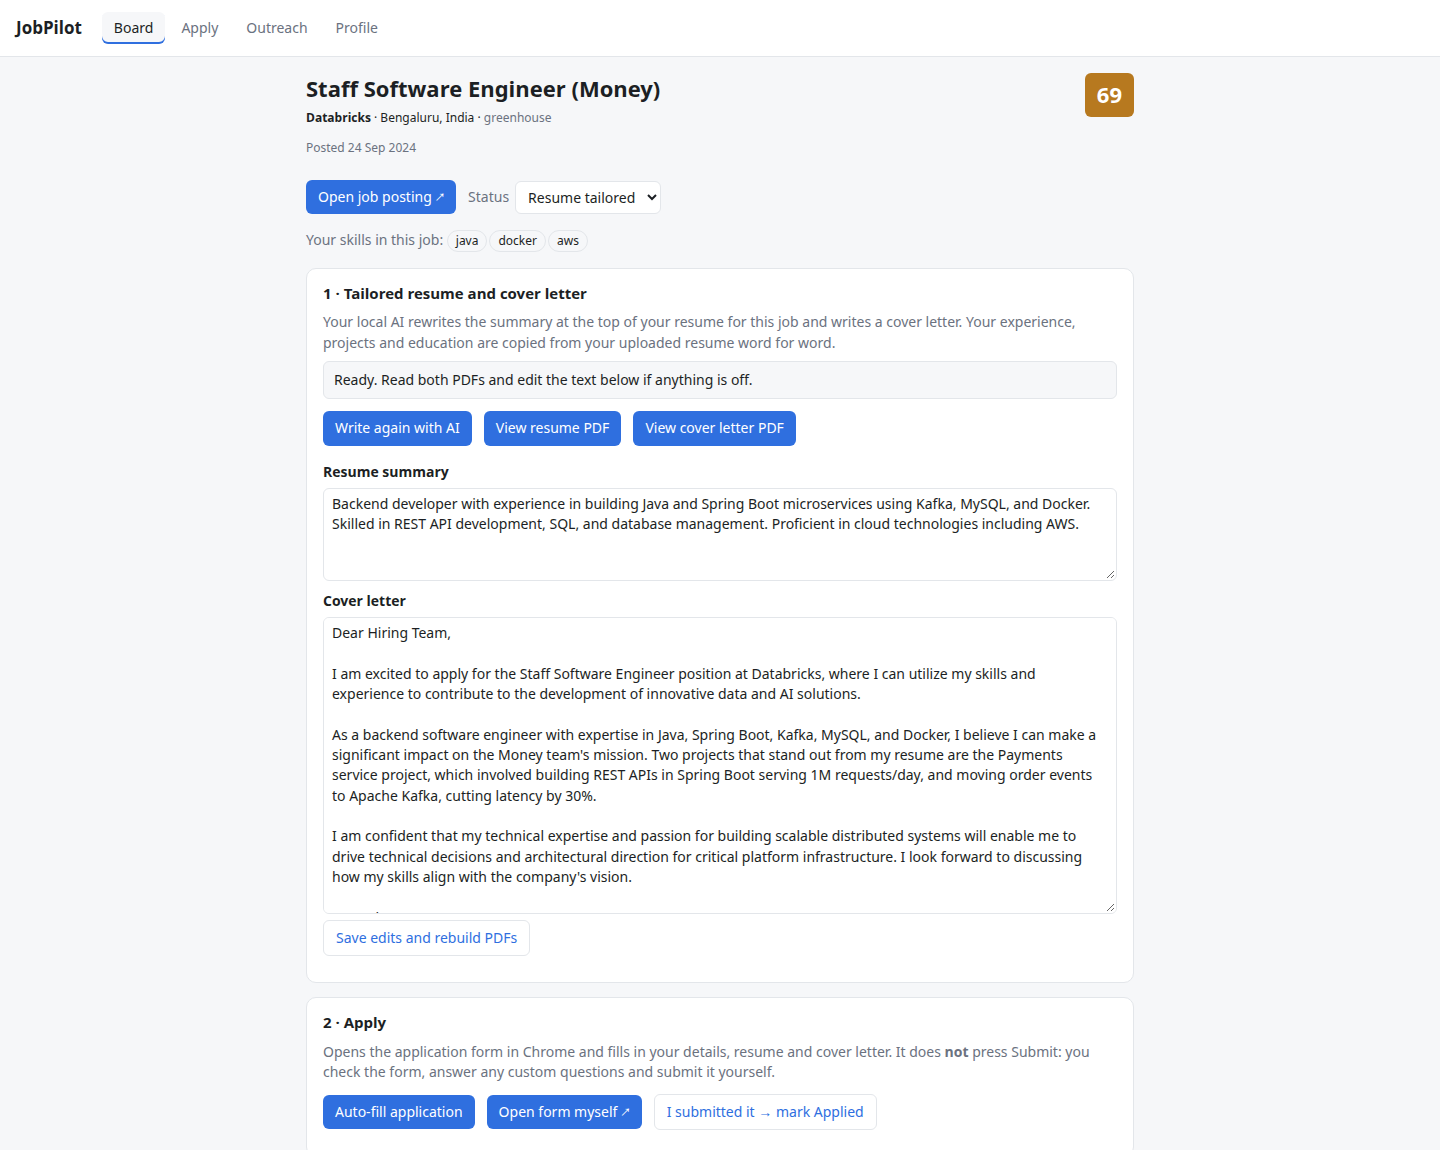 JobPilot Board Apply Outreach Profile
Staff Software Engineer (Money)
69
Databricks · Bengaluru, India · greenhouse
Posted 24 Sep 2024
Open job posting ↗ Status Resume tailored
Your skills in this job: java docker aws
1 · Tailored resume and cover letter
Your local AI rewrites the summary at the top of your resume for this job and writes a cover letter. Your experience,
projects and education are copied from your uploaded resume word for word.
Ready. Read both PDFs and edit the text below if anything is off.
Write again with AI View resume PDF View cover letter PDF
Resume summary
Backend developer with experience in building Java and Spring Boot microservices using Kafka, MySQL, and Docker.
Skilled in REST API development, SQL, and database management. Proficient in cloud technologies including AWS.
Cover letter
Dear Hiring Team,
I am excited to apply for the Staff Software Engineer position at Databricks, where I can utilize my skills and
experience to contribute to the development of innovative data and AI solutions.
As a backend software engineer with expertise in Java, Spring Boot, Kafka, MySQL, and Docker, I believe I can make a
significant impact on the Money team's mission. Two projects that stand out from my resume are the Payments
service project, which involved building REST APIs in Spring Boot serving 1M requests/day, and moving order events
to Apache Kafka, cutting latency by 30%.
I am confident that my technical expertise and passion for building scalable distributed systems will enable me to
drive technical decisions and architectural direction for critical platform infrastructure. I look forward to discussing
how my skills align with the company's vision.
Save edits and rebuild PDFs
2 · Apply
Opens the application form in Chrome and fills in your details, resume and cover letter. It does not press Submit: you
check the form, answer any custom questions and submit it yourself.
Auto-fill application Open form myself ↗ I submitted it → mark Applied